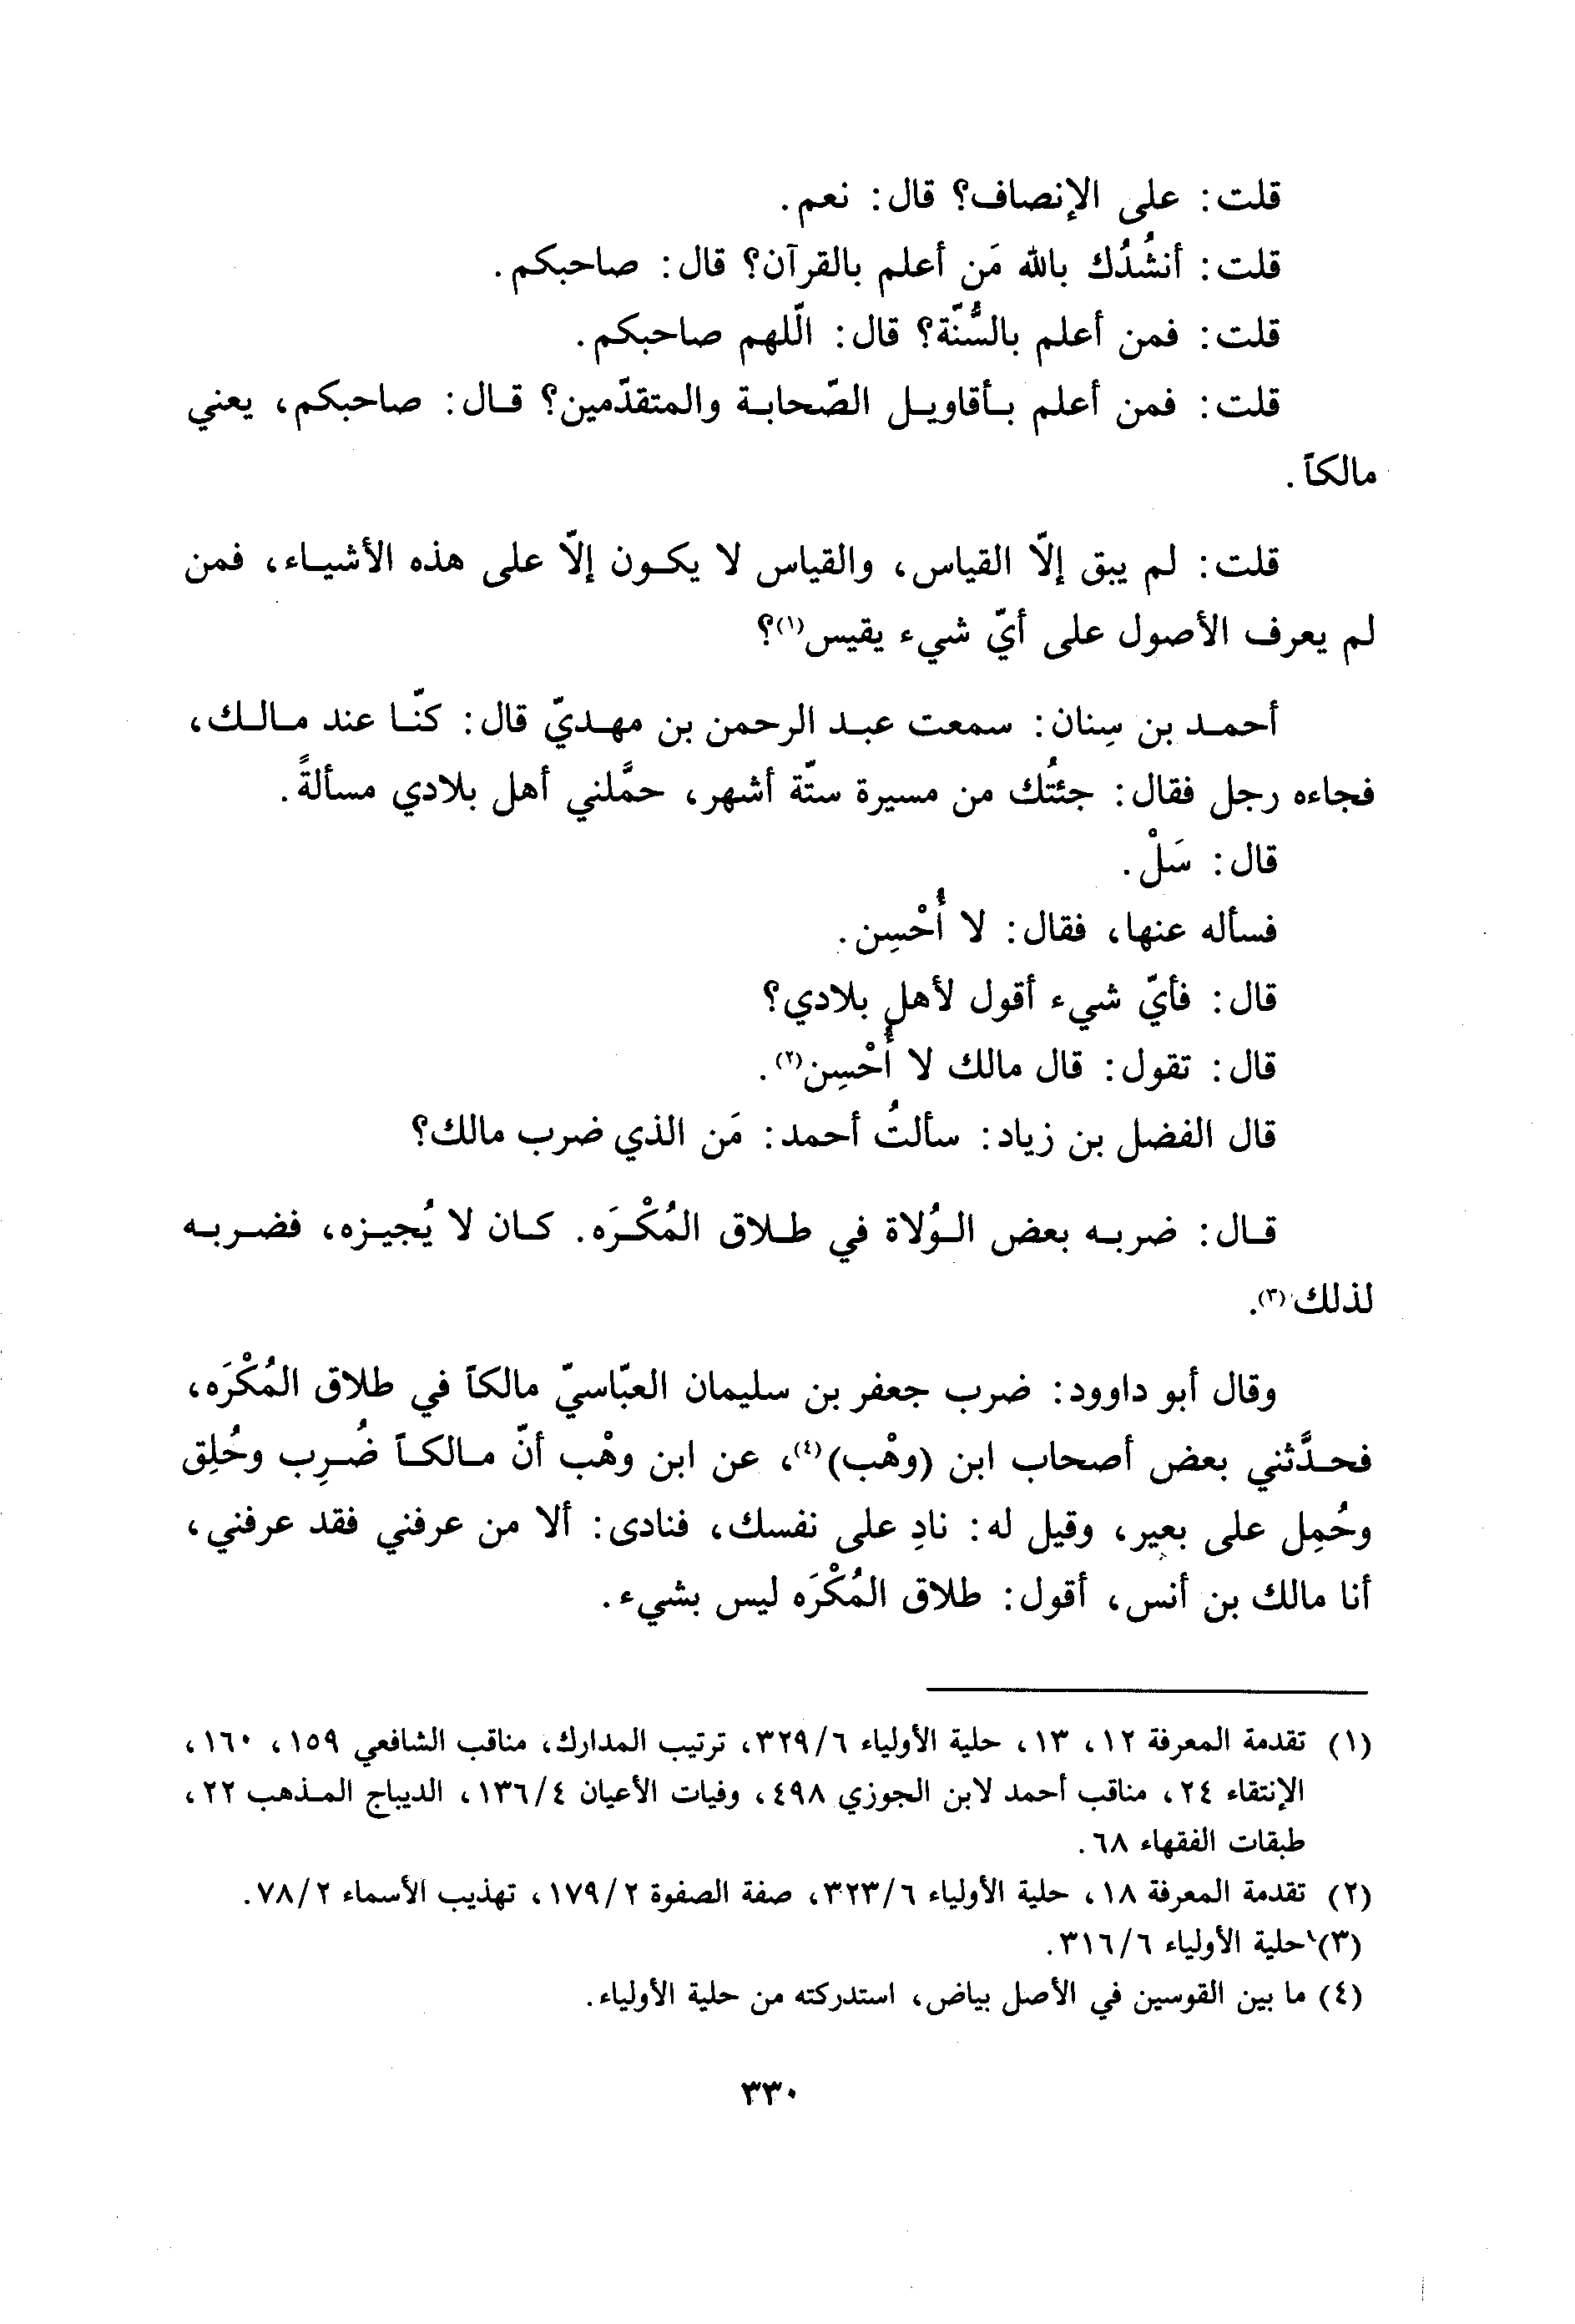 قلت: على الإنصاف؟ قال: نعم.
قلت: أنشُدُك بالله مَن أعلم بالقرآن؟ قال: صاحبكم.
قلت: فمن أعلم بالسُّنّة؟ قال: الّلهم صاحبكم.
قلت: فمن أعلم بأقاويل الصّحابة والمتقدّمين؟ قال: صاحبكم، يعني
مالكاً.
قلت: لم يبق إلّا القياس، والقياس لا يكون إلّا على هذه الأشياء، فمن
لم يعرف الأصول على أيّ شيء يقيس(١)؟
أحمد بن سِنان: سمعت عبد الرحمن بن مهديّ قال: كنّا عند مالك،
فجاءه رجل فقال: جئتُك من مسيرة ستّة أشهر، حمَّلني أهل بلادي مسألةً.
قال: سَلْ.
فسأله عنها، فقال: لا أُحْسِن.
قال: فأيّ شيء أقول لأهل بلادي؟
قال: تقول: قال مالك لا أُحْسِن(٢).
قال الفضل بن زياد: سألتُ أحمد: مَن الذي ضرب مالك؟
قال: ضربه بعض الوُلاة في طلاق المُكْرَه. كان لا يُجيزه، فضربه
لذلك(٣).
وقال أبو داوود: ضرب جعفر بن سليمان العبّاسيّ مالكاً في طلاق المُكْرَه،
فحدَّثني بعض أصحاب ابن (وهْب)(٤)، عن ابن وهْب أنّ مالكاً ضُرِب وحُلِق
وحُمِل على بعير، وقيل له: نادِ على نفسك، فنادى: ألا من عرفني فقد عرفني،
أنا مالك بن أنس، أقول: طلاق المُكْرَه ليس بشيء.
(١) تقدمة المعرفة ١٢، ١٣، حلية الأولياء ٣٢٩/٦، ترتيب المدارك، مناقب الشافعي ١٥٩، ١٦٠،
الإنتقاء ٢٤، مناقب أحمد لابن الجوزي ٤٩٨، وفيات الأعيان ١٣٦/٤، الديباج المذهب ٢٢،
طبقات الفقهاء ٦٨.
(٢) تقدمة المعرفة ١٨، حلية الأولياء ٣٢٣/٦، صفة الصفوة ١٧٩/٢، تهذيب الأسماء ٧٨/٢.
(٣) حلية الأولياء ٣١٦/٦.
(٤) ما بين القوسين في الأصل بياض، استدركته من حلية الأولياء.
٣٣٠